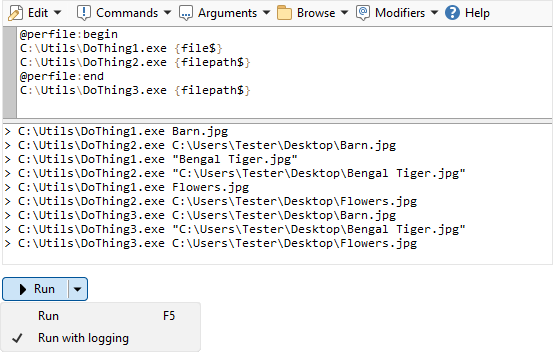 Edit Commands Arguments Browse Modifiers Help
@perfile:begin
C:\Utils\DoThing1.exe {file$}
C:\Utils\DoThing2.exe {filepath$}
@perfile:end
C:\Utils\DoThing3.exe {filepath$}
> C:\Utils\DoThing1.exe Barn.jpg
> C:\Utils\DoThing2.exe C:\Users\Tester\Desktop\Barn.jpg
> C:\Utils\DoThing1.exe "Bengal Tiger.jpg"
> C:\Utils\DoThing2.exe "C:\Users\Tester\Desktop\Bengal Tiger.jpg"
> C:\Utils\DoThing1.exe Flowers.jpg
> C:\Utils\DoThing2.exe C:\Users\Tester\Desktop\Flowers.jpg
> C:\Utils\DoThing3.exe C:\Users\Tester\Desktop\Barn.jpg
> C:\Utils\DoThing3.exe "C:\Users\Tester\Desktop\Bengal Tiger.jpg"
> C:\Utils\DoThing3.exe C:\Users\Tester\Desktop\Flowers.jpg
Run
Run F5
Run with logging